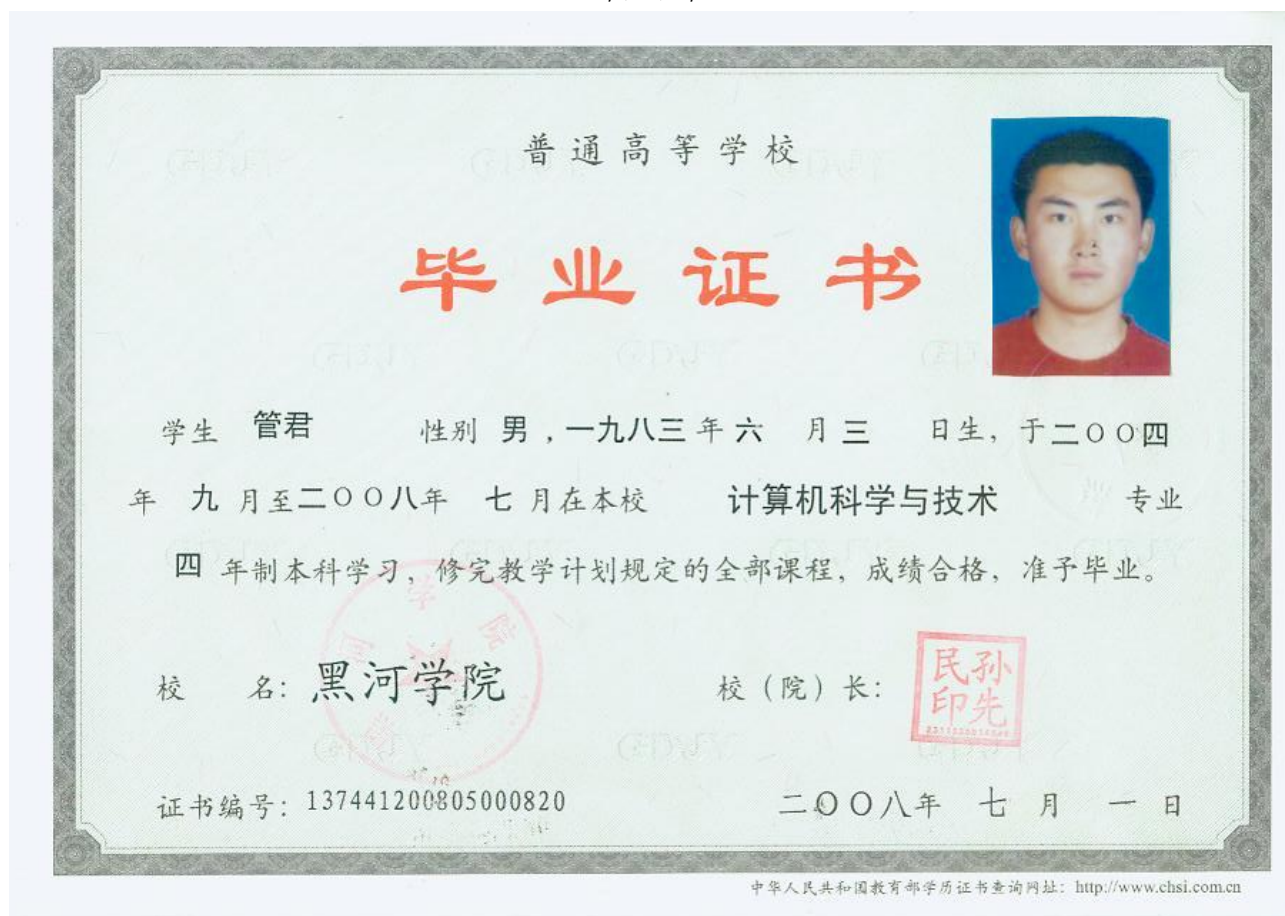 普通高等学校
毕业证书
学生 管君 性别 男，一九八三年六 月三 日生，于二〇〇四
年 九 月至二〇〇八年 七 月在本校 计算机科学与技术 专业
四 年制本科学习，修完教学计划规定的全部课程，成绩合格，准予毕业。
校 名：黑河学院 校（院）长：
孙先民印
证书编号：137441200805000820 二〇〇八年 七 月 一 日
中华人民共和国教育部学历证书查询网址：http://www.chsi.com.cn